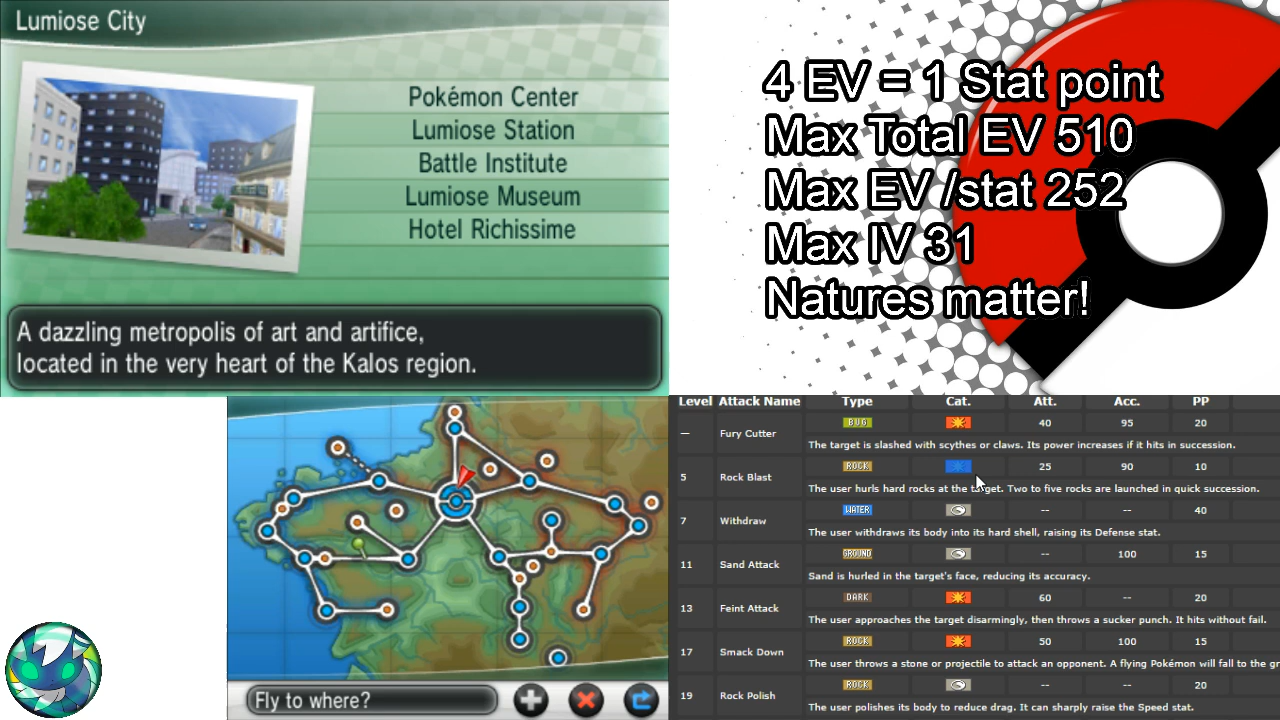 Lumiose City
Pokémon Center
Lumiose Station
Battle Institute
Lumiose Museum
Hotel Richissime
A dazzling metropolis of art and artifice,
located in the very heart of the Kalos region.
4 EV = 1 Stat point
Max Total EV 510
Max EV /stat 252
Max IV 31
Natures matter!
Fly to where?
Level Attack Name Type Cat. Att. Acc. PP
— Fury Cutter BUG 40 95 20
The target is slashed with scythes or claws. Its power increases if it hits in succession.
5 Rock Blast ROCK 25 90 10
The user hurls hard rocks at the target. Two to five rocks are launched in quick succession.
7 Withdraw WATER -- -- 40
The user withdraws its body into its hard shell, raising its Defense stat.
11 Sand Attack GROUND -- 100 15
Sand is hurled in the target's face, reducing its accuracy.
13 Feint Attack DARK 60 -- 20
The user approaches the target disarmingly, then throws a sucker punch. It hits without fail.
17 Smack Down ROCK 50 100 15
The user throws a stone or projectile to attack an opponent. A flying Pokémon will fall to the gr
19 Rock Polish ROCK -- -- 20
The user polishes its body to reduce drag. It can sharply raise the Speed stat.